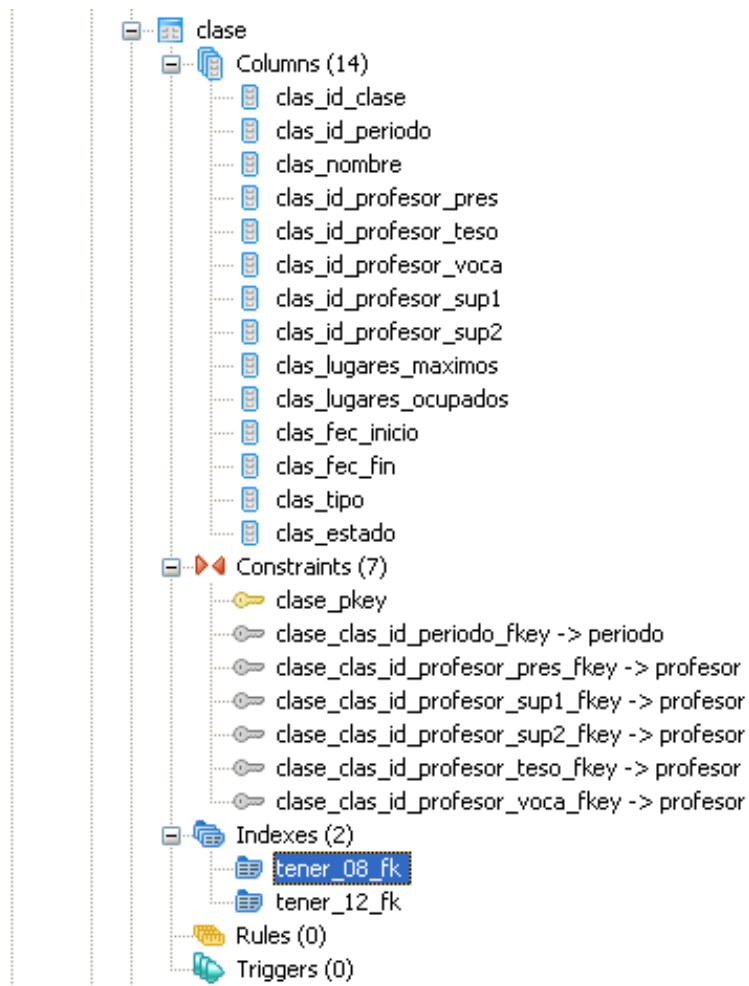 clase
Columns (14)
clas_id_clase
clas_id_periodo
clas_nombre
clas_id_profesor_pres
clas_id_profesor_teso
clas_id_profesor_voca
clas_id_profesor_sup1
clas_id_profesor_sup2
clas_lugares_maximos
clas_lugares_ocupados
clas_fec_inicio
clas_fec_fin
clas_tipo
clas_estado
Constraints (7)
clase_pkey
clase_clas_id_periodo_fkey -> periodo
clase_clas_id_profesor_pres_fkey -> profesor
clase_clas_id_profesor_sup1_fkey -> profesor
clase_clas_id_profesor_sup2_fkey -> profesor
clase_clas_id_profesor_teso_fkey -> profesor
clase_clas_id_profesor_voca_fkey -> profesor
Indexes (2)
tener_08_fk
tener_12_fk
Rules (0)
Triggers (0)